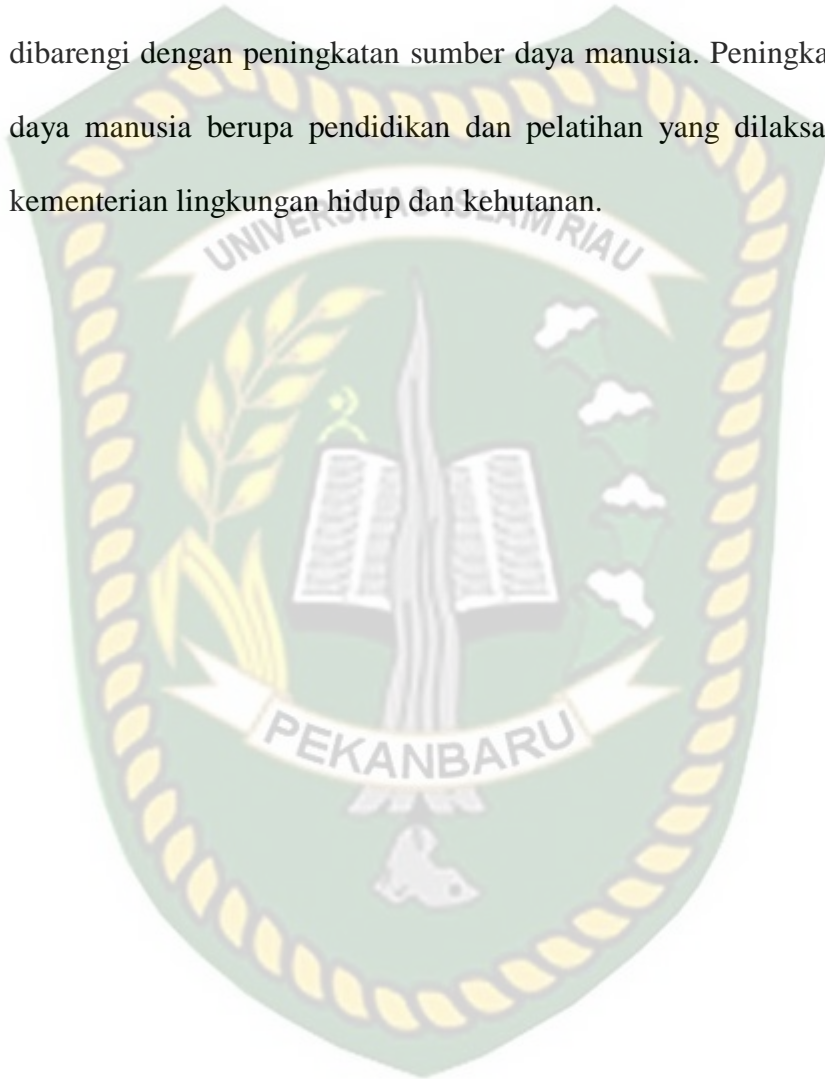 dibarengi dengan peningkatan sumber daya manusia. Peningka
daya manusia berupa pendidikan dan pelatihan yang dilaksa
kementerian lingkungan hidup dan kehutanan.
UNIVERSITAS ISLAM RIAU
PEKANBARU